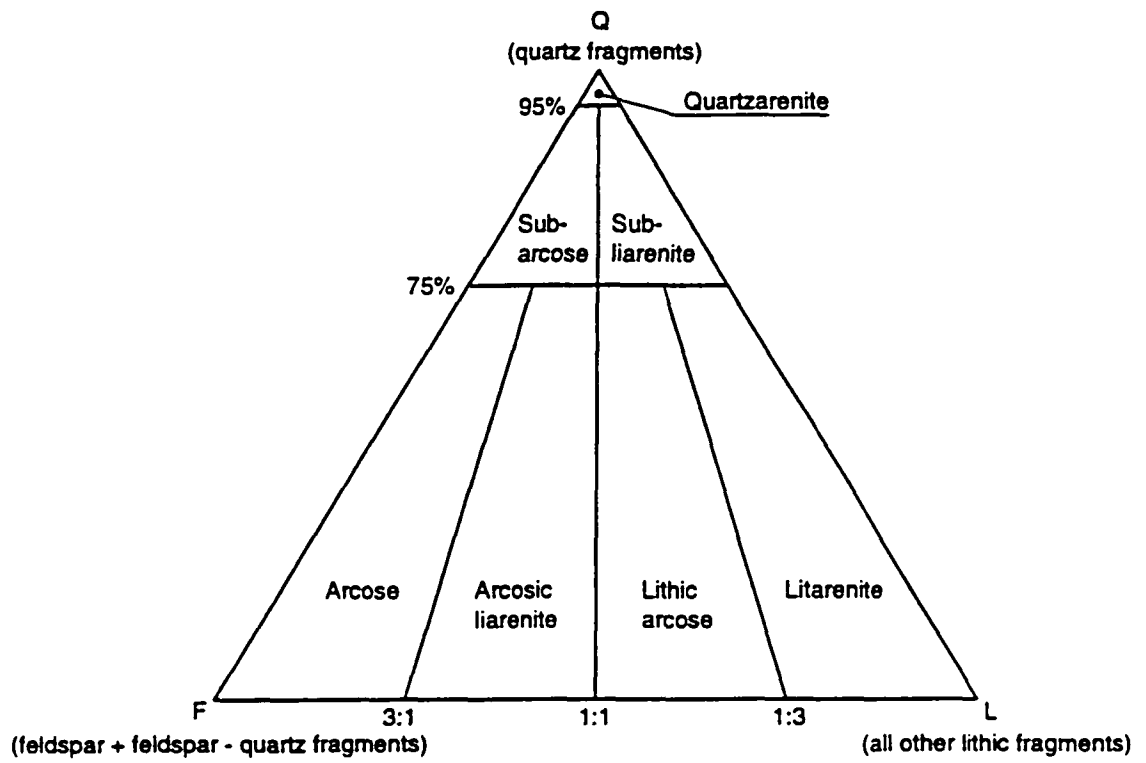 Q
(quartz fragments)
95%
Quartzarenite
Sub-
arcose
Sub-
liarenite
75%
Arcose
Arcosic
liarenite
Lithic
arcose
Litarenite
F
3:1
1:1
1:3
L
(feldspar + feldspar - quartz fragments)
(all other lithic fragments)